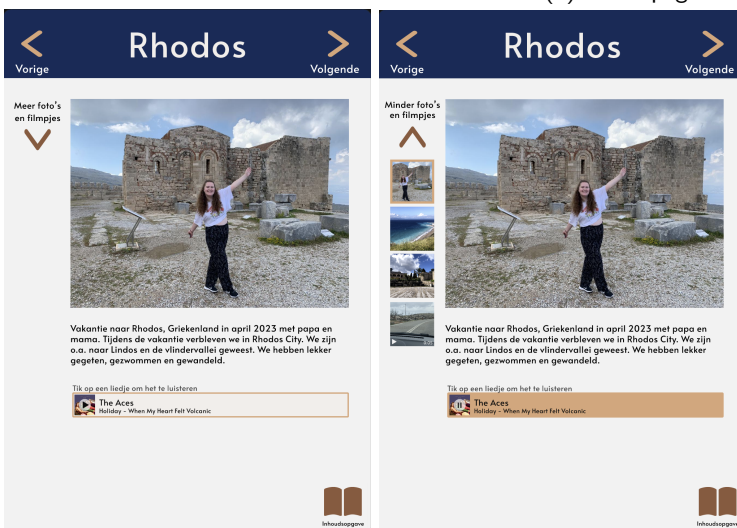 Rhodos
Vorige
Volgende
Meer foto's
en filmpjes
Vakantie naar Rhodos, Griekenland in april 2023 met papa en
mama. Tijdens de vakantie verbleven we in Rhodos City. We zijn
o.a. naar Lindos en de vlindervallei geweest. We hebben lekker
gegeten, gezwommen en gewandeld.
Tik op een liedje om het te luisteren
The Aces
Holiday - When My Heart Felt Volcanic
Inhoudsopgave
Rhodos
Vorige
Volgende
Minder foto's
en filmpjes
Vakantie naar Rhodos, Griekenland in april 2023 met papa en
mama. Tijdens de vakantie verbleven we in Rhodos City. We zijn
o.a. naar Lindos en de vlindervallei geweest. We hebben lekker
gegeten, gezwommen en gewandeld.
Tik op een liedje om het te luisteren
The Aces
Holiday - When My Heart Felt Volcanic
Inhoudsopgave